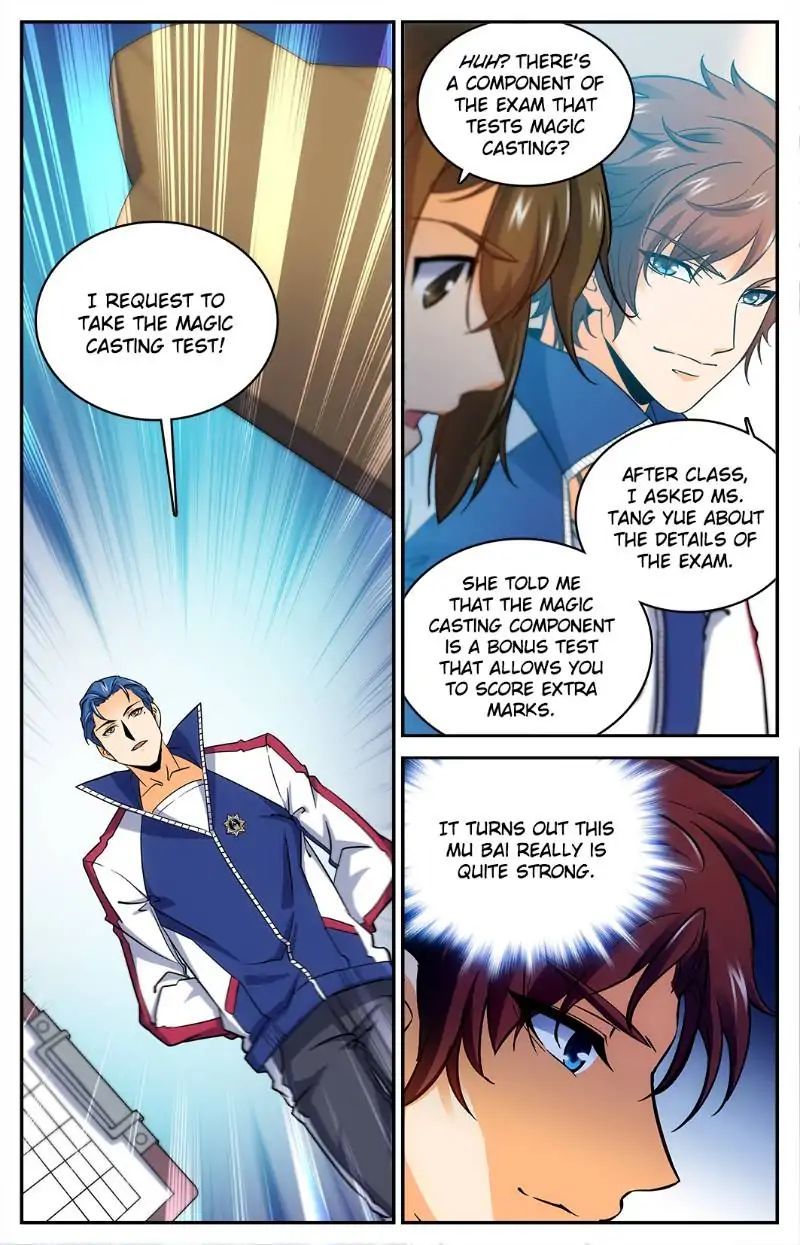 I REQUEST TO
TAKE THE MAGIC
CASTING TEST!
HUH? THERE'S
A COMPONENT OF
THE EXAM THAT
TESTS MAGIC
CASTING?
AFTER CLASS,
I ASKED MS.
TANG YUE ABOUT
THE DETAILS OF
THE EXAM.
SHE TOLD ME
THAT THE MAGIC
CASTING COMPONENT
IS A BONUS TEST
THAT ALLOWS YOU
TO SCORE EXTRA
MARKS.
IT TURNS OUT THIS
MU BAI REALLY IS
QUITE STRONG.